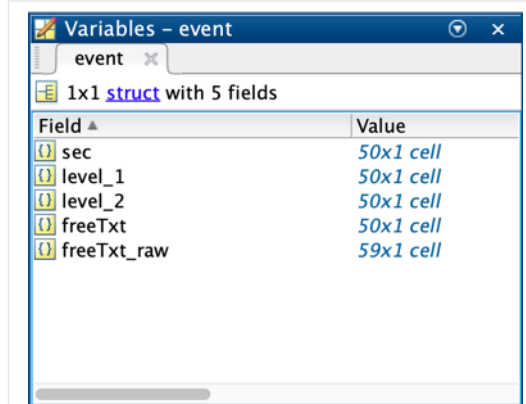 Variables – event
event
1x1 struct with 5 fields
Field Value
sec 50x1 cell
level_1 50x1 cell
level_2 50x1 cell
freeTxt 50x1 cell
freeTxt_raw 59x1 cell